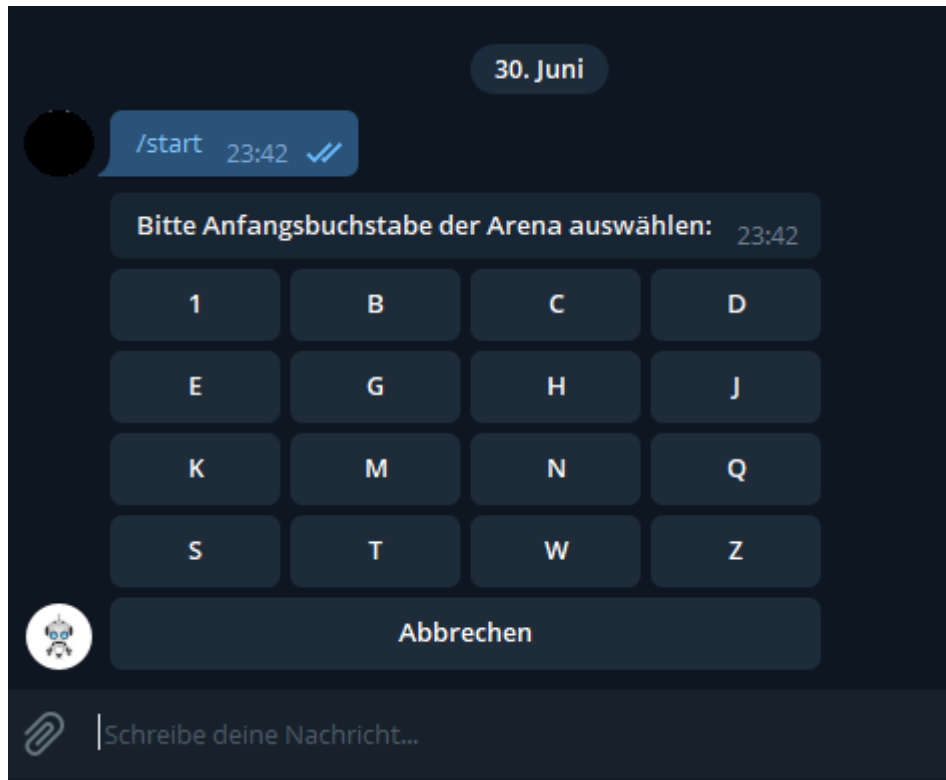 30. Juni
/start 23:42
Bitte Anfangsbuchstabe der Arena auswählen: 23:42
1 B C D
E G H J
K M N Q
S T W Z
Abbrechen
Schreibe deine Nachricht...